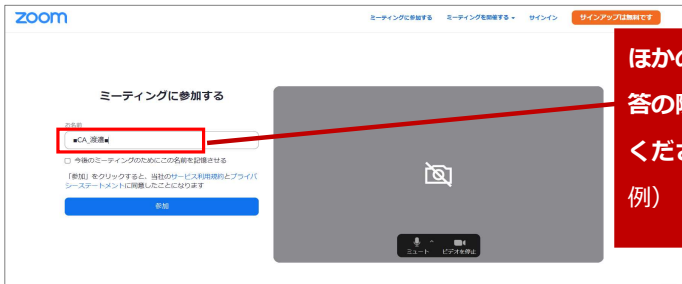 zoom
ミーティングに参加する ミーティングを開催する サインイン サインアップは無料です
ほかの
答の際
くださ
例）
ミーティングに参加する
お名前
■CA_渡邉■
今後のミーティングのためにこの名前を記憶させる
「参加」をクリックすると、当社のサービス利用規約とプライバ
シーステートメントに同意したことになります
参加
ミュート ビデオを停止